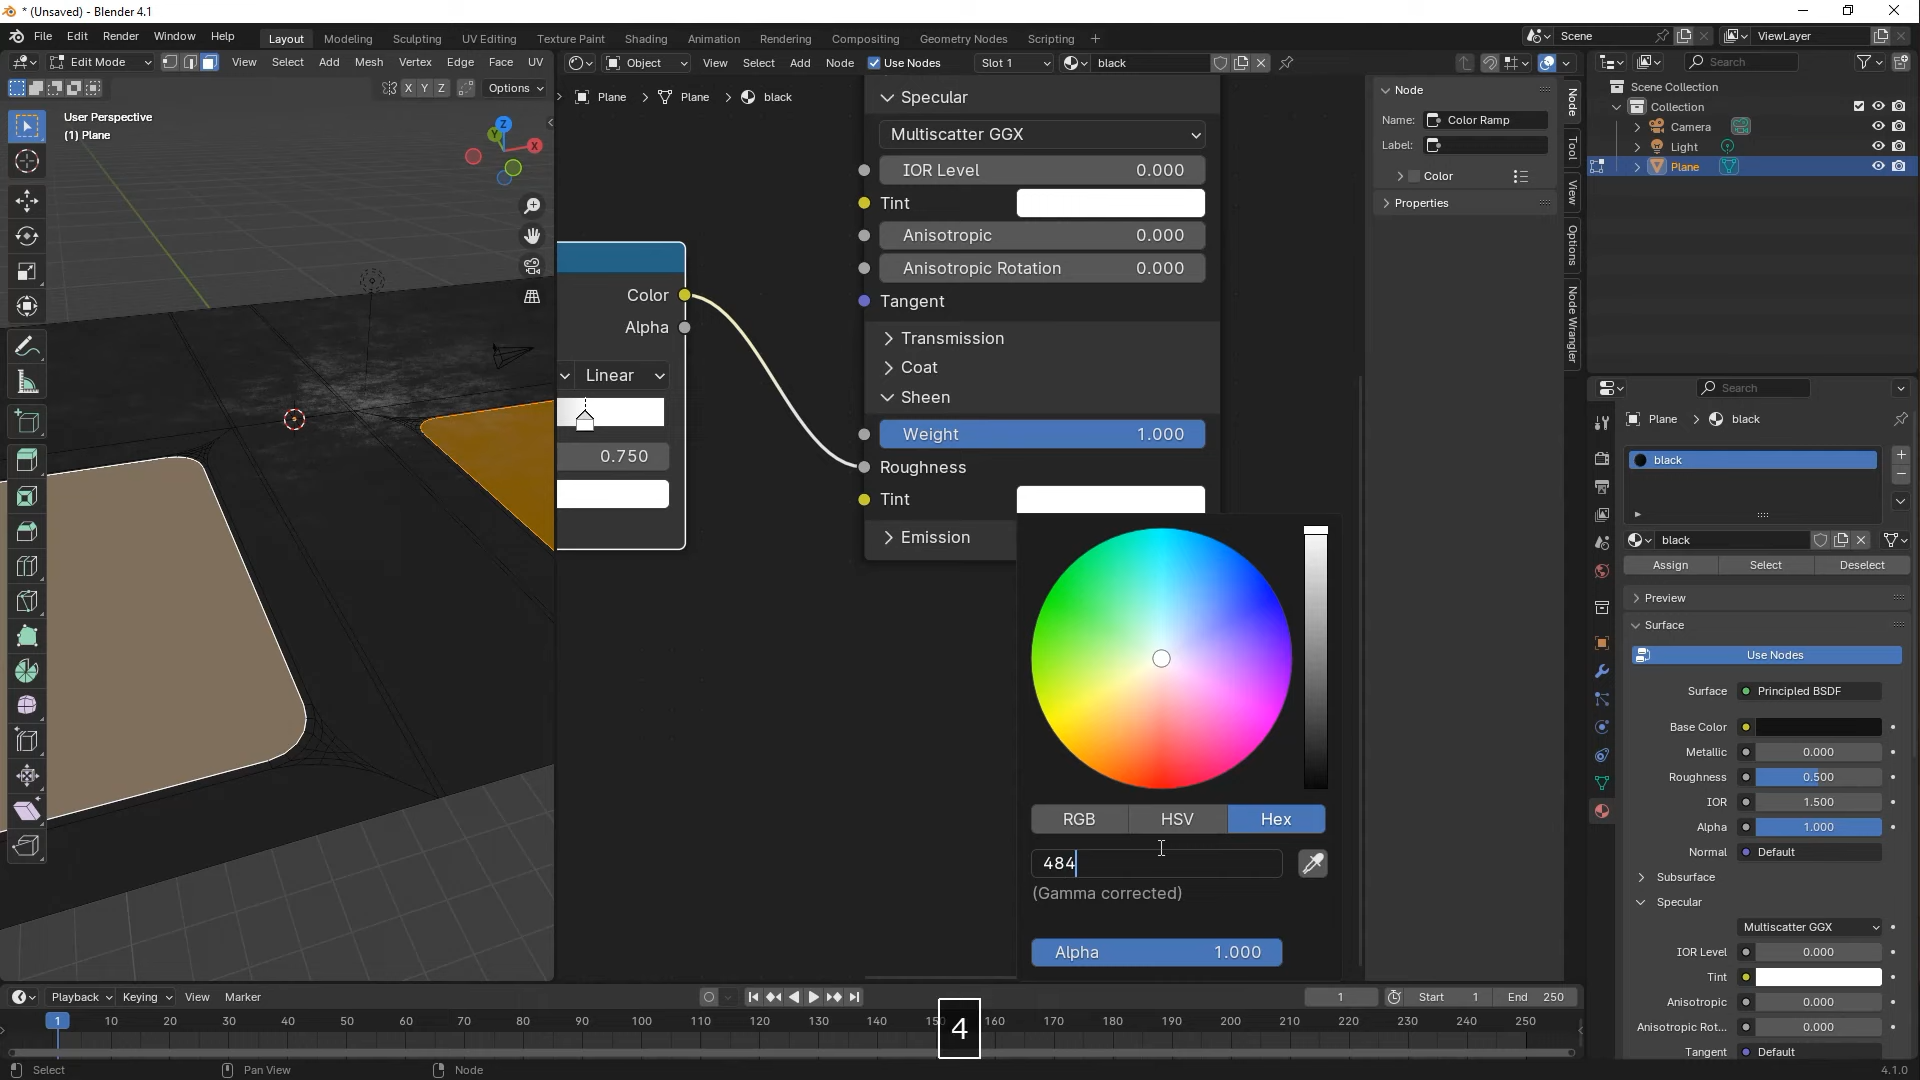 * (Unsaved) - Blender 4.1
File Edit Render Window Help
Layout Modeling Sculpting UV Editing Texture Paint Shading Animation Rendering Compositing Geometry Nodes Scripting +
Scene
ViewLayer
Edit Mode View Select Add Mesh Vertex Edge Face UV
Object View Select Add Node Use Nodes Slot 1 black
Search
X Y Z Options
User Perspective
(1) Plane
Z
Y
X
Plane Plane black
Specular
Multiscatter GGX
IOR Level 0.000
Tint
Anisotropic 0.000
Anisotropic Rotation 0.000
Tangent
Transmission
Coat
Sheen
Weight 1.000
Roughness
Tint
Emission
Color
Alpha
Linear
0.750
RGB HSV Hex
484
(Gamma corrected)
Alpha 1.000
Node
Name: Color Ramp
Label:
Color
Properties
Node
Tool
View
Options
Node Wrangler
Scene Collection
Collection
Camera
Light
Plane
Search
Plane black
black
black
Assign Select Deselect
Preview
Surface
Use Nodes
Surface Principled BSDF
Base Color
Metallic 0.000
Roughness 0.500
IOR 1.500
Alpha 1.000
Normal Default
Subsurface
Specular
Multiscatter GGX
IOR Level 0.000
Tint
Anisotropic 0.000
Anisotropic Rot... 0.000
Tangent Default
Playback Keying View Marker
1 Start 1 End 250
1 10 20 30 40 50 60 70 80 90 100 110 120 130 140 160 170 180 190 200 210 220 230 240 250
4
Select Pan View Node
4.1.0